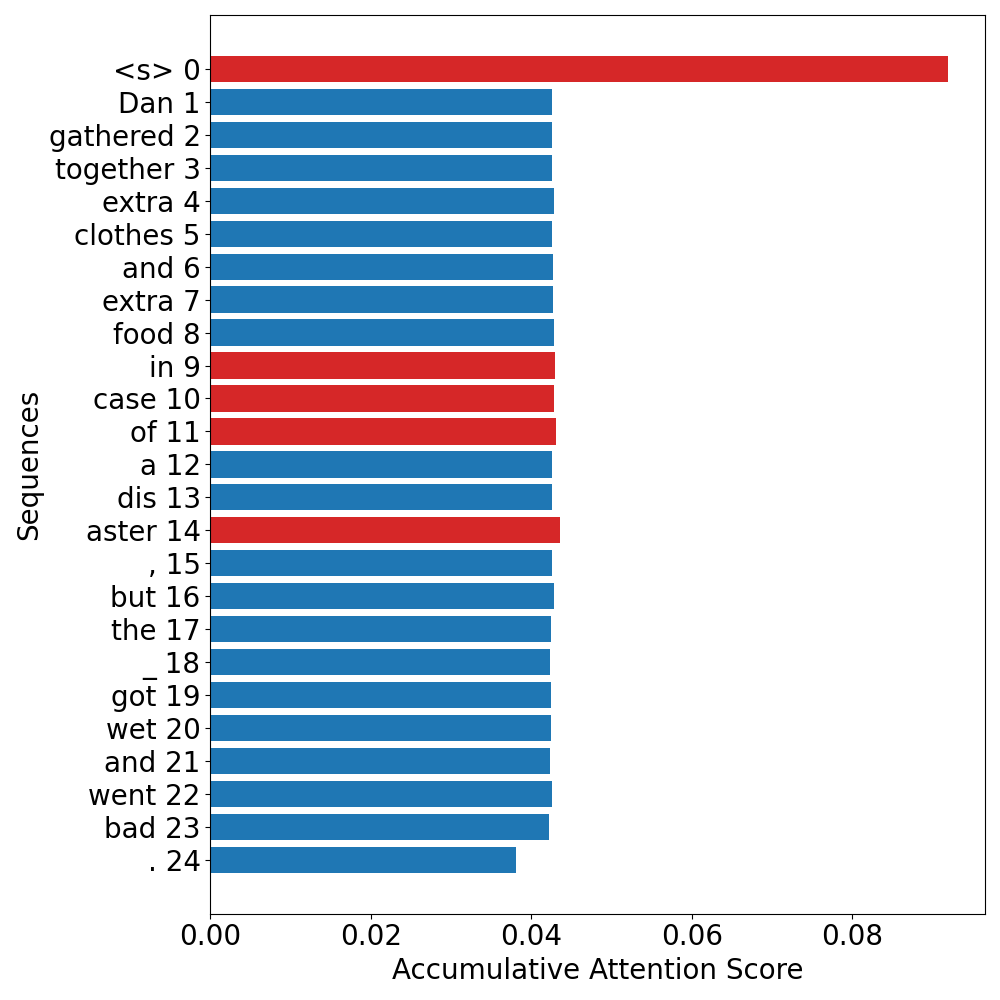 <s> 0
Dan 1
gathered 2
together 3
extra 4
clothes 5
and 6
extra 7
food 8
in 9
case 10
of 11
a 12
dis 13
aster 14
, 15
but 16
the 17
_ 18
got 19
wet 20
and 21
went 22
bad 23
. 24
Sequences
0.00 0.02 0.04 0.06 0.08
Accumulative Attention Score